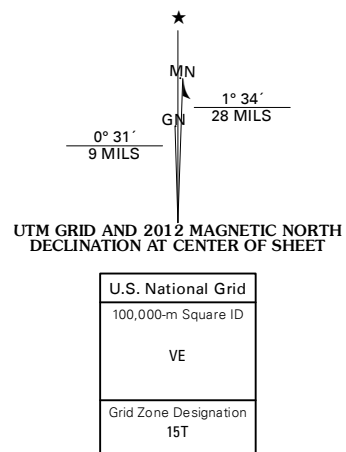 ★
MN
1° 34´
28 MILS
GN
0° 31´
9 MILS
UTM GRID AND 2012 MAGNETIC NORTH
DECLINATION AT CENTER OF SHEET
U.S. National Grid
100,000-m Square ID
VE
Grid Zone Designation
15T